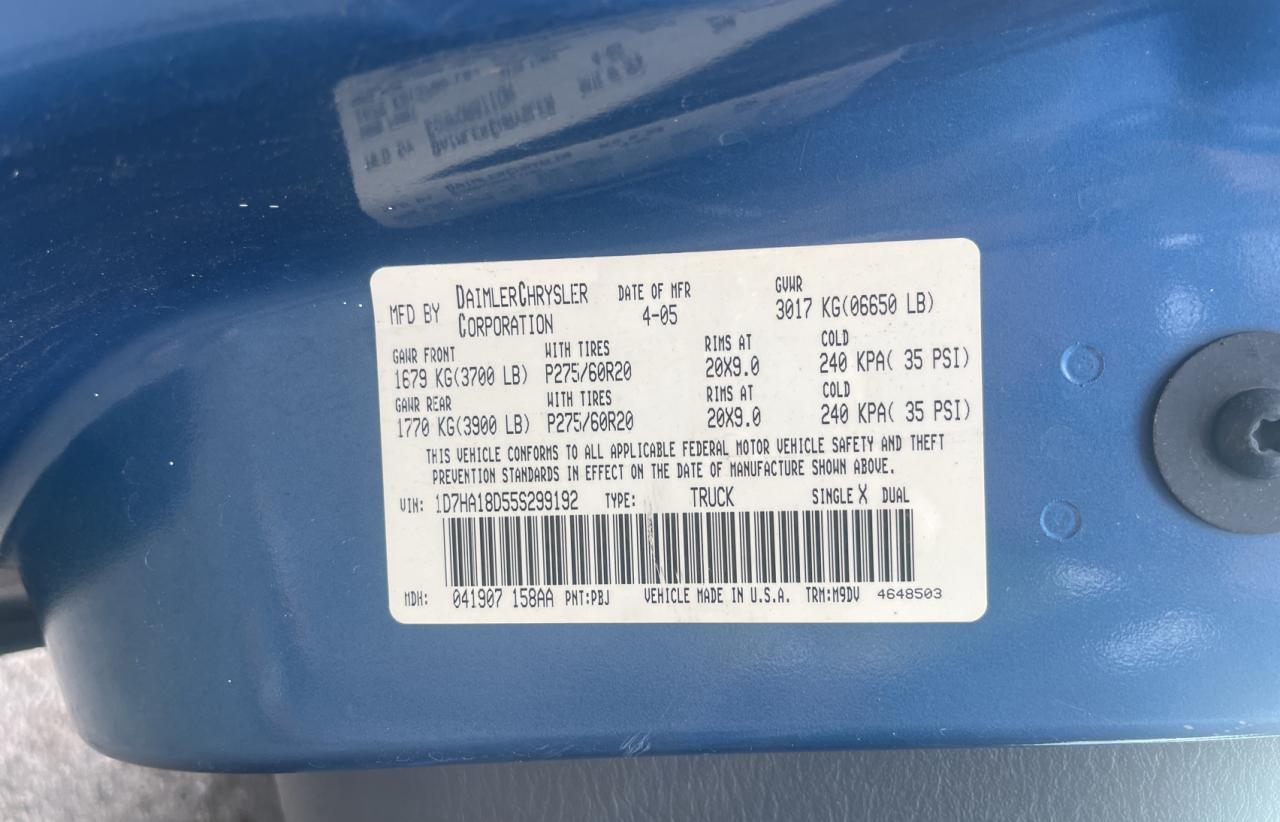 MFD BY DAIMLERCHRYSLER CORPORATION DATE OF MFR 4-05 GVWR 3017 KG(06650 LB)
GAWR FRONT WITH TIRES RIMS AT COLD
1679 KG(3700 LB) P275/60R20 20X9.0 240 KPA( 35 PSI)
GAWR REAR WITH TIRES RIMS AT COLD
1770 KG(3900 LB) P275/60R20 20X9.0 240 KPA( 35 PSI)
THIS VEHICLE CONFORMS TO ALL APPLICABLE FEDERAL MOTOR VEHICLE SAFETY AND THEFT
PREVENTION STANDARDS IN EFFECT ON THE DATE OF MANUFACTURE SHOWN ABOVE.
VIN: 1D7HA18D55S299192 TYPE: TRUCK SINGLE X DUAL
MDH: 041907 158AA PNT:PBJ VEHICLE MADE IN U.S.A. TRM:M9DV 4648503